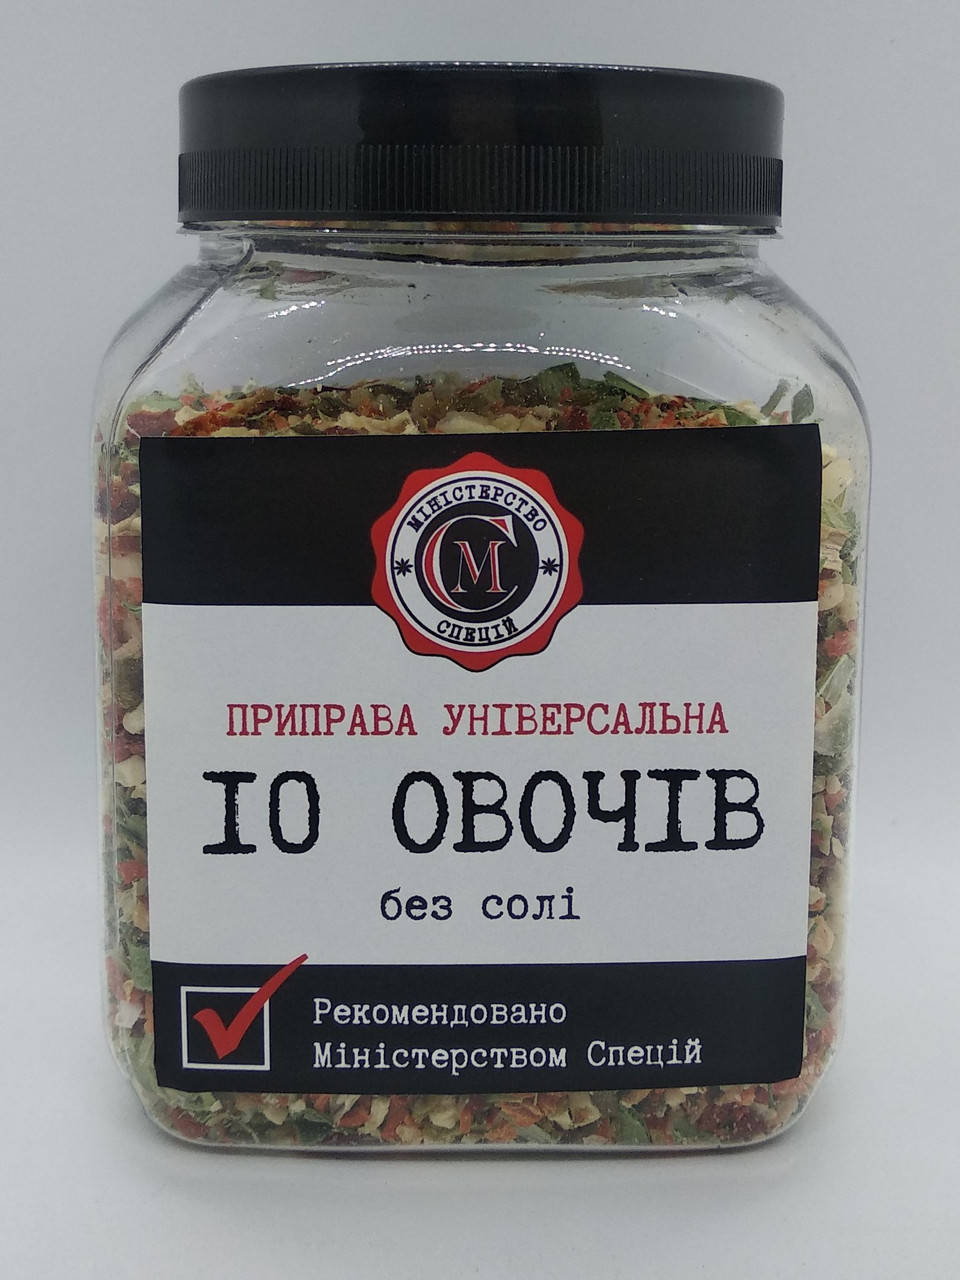 МІНІСТЕРСТВО
СМ
СПЕЦІЙ
ПРИПРАВА УНІВЕРСАЛЬНА
10 ОВОЧІВ
без солі
Рекомендовано
Міністерством Спецій